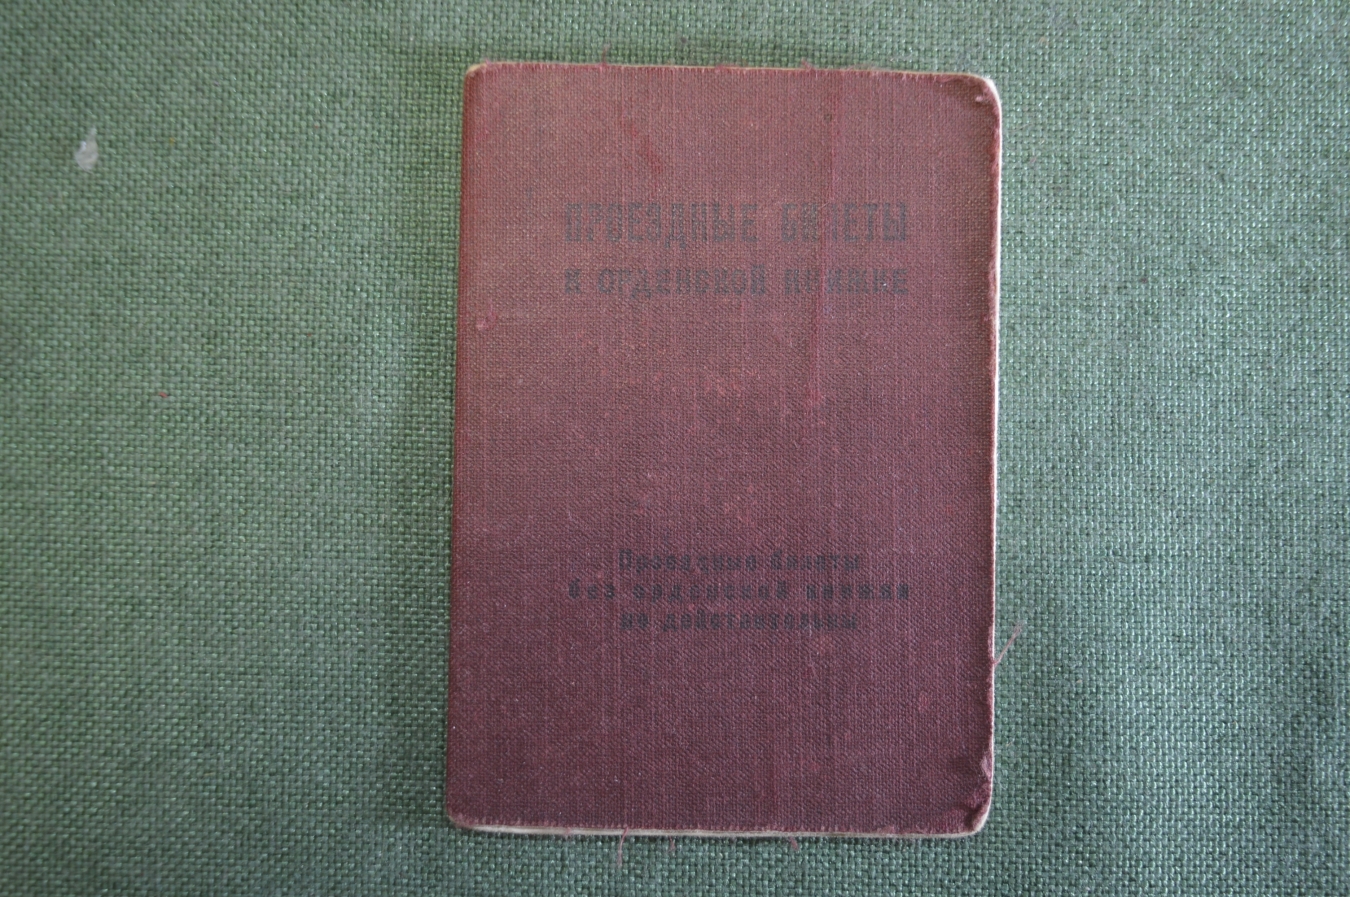 ПРОЕЗДНЫЕ БИЛЕТЫ
к орденской книжке
Проездные билеты
без орденской книжки
не действительны